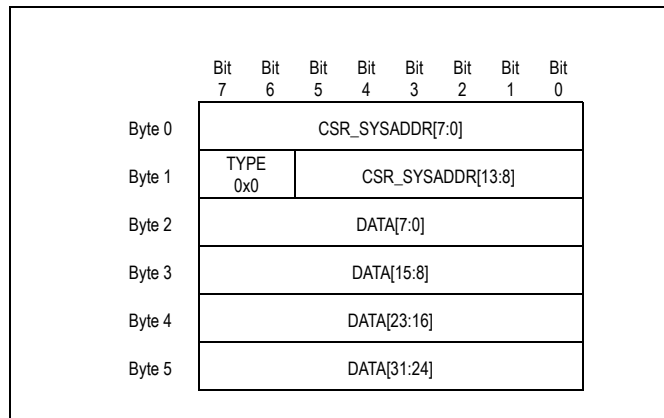 Bit Bit Bit Bit Bit Bit Bit Bit
7 6 5 4 3 2 1 0
Byte 0 CSR_SYSADDR[7:0]
Byte 1 TYPE 0x0 CSR_SYSADDR[13:8]
Byte 2 DATA[7:0]
Byte 3 DATA[15:8]
Byte 4 DATA[23:16]
Byte 5 DATA[31:24]